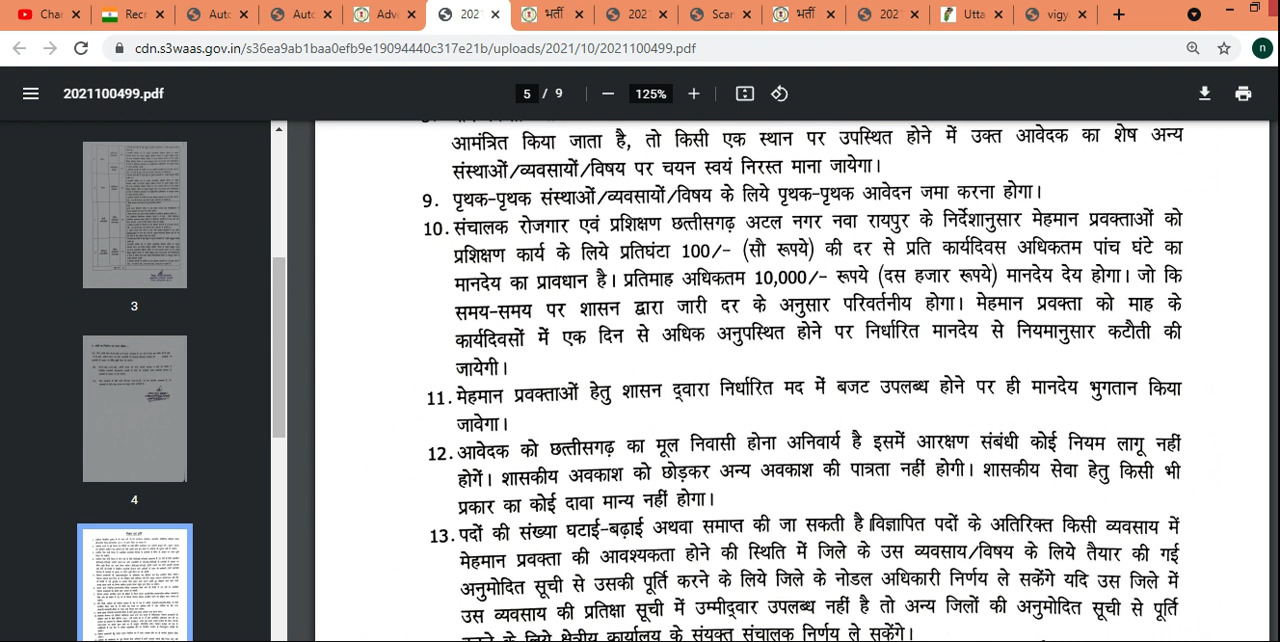 Cha
Recr
Auto
Auto
Adv
202
भर्ती
202
Scar
भर्ती
202
Utta
vigy
cdn.s3waas.gov.in/s36ea9ab1baa0efb9e19094440c317e21b/uploads/2021/10/2021100499.pdf
n
2021100499.pdf
5 / 9
125%
आमंत्रित किया जाता है, तो किसी एक स्थान पर उपस्थित होने में उक्त आवेदक का शेष अन्य
संस्थाओं/व्यवसायों/विषय पर चयन स्वयं निरस्त माना जायेगा।
9. पृथक-पृथक संस्थाओं/व्यवसायों/विषय के लिये पृथक-पृथक आवेदन जमा करना होगा।
10. संचालक रोजगार एवं प्रशिक्षण छत्तीसगढ़ अटल नगर नवा रायपुर के निर्देशानुसार मेहमान प्रवक्ताओं को
प्रशिक्षण कार्य के लिये प्रतिघंटा 100/- (सौ रूपये) की दर से प्रति कार्यदिवस अधिकतम पांच घंटे का
मानदेय का प्रावधान है। प्रतिमाह अधिकतम 10,000/- रूपये (दस हजार रूपये) मानदेय देय होगा। जो कि
समय-समय पर शासन द्वारा जारी दर के अनुसार परिवर्तनीय होगा। मेहमान प्रवक्ता को माह के
कार्यदिवसों में एक दिन से अधिक अनुपस्थित होने पर निर्धारित मानदेय से नियमानुसार कटौती की
जायेगी।
11. मेहमान प्रवक्ताओं हेतु शासन द्वारा निर्धारित मद में बजट उपलब्ध होने पर ही मानदेय भुगतान किया
जावेगा।
12. आवेदक को छत्तीसगढ़ का मूल निवासी होना अनिवार्य है इसमें आरक्षण संबंधी कोई नियम लागू नहीं
होगें। शासकीय अवकाश को छोड़कर अन्य अवकाश की पात्रता नहीं होगी। शासकीय सेवा हेतु किसी भी
प्रकार का कोई दावा मान्य नहीं होगा।
13. पदों की संख्या घटाई-बढ़ाई अथवा समाप्त की जा सकती है।विज्ञापित पदों के अतिरिक्त किसी व्यवसाय में
मेहमान प्रवक्ता की आवश्यकता होने की स्थिति में जिले के उस व्यवसाय/विषय के लिये तैयार की गई
अनुमोदित सूची से उसकी पूर्ति करने के लिये जिले के नोडल अधिकारी निर्णय ले सकेंगे यदि उस जिले में
उस व्यवसाय की प्रतिक्षा सूची में उम्मीद्वार उपलब्ध नहीं है तो अन्य जिलों की अनुमोदित सूची से पूर्ति
करने के लिये क्षेत्रीय कार्यालय के संयुक्त संचालक निर्णय ले सकेंगे।
3
4